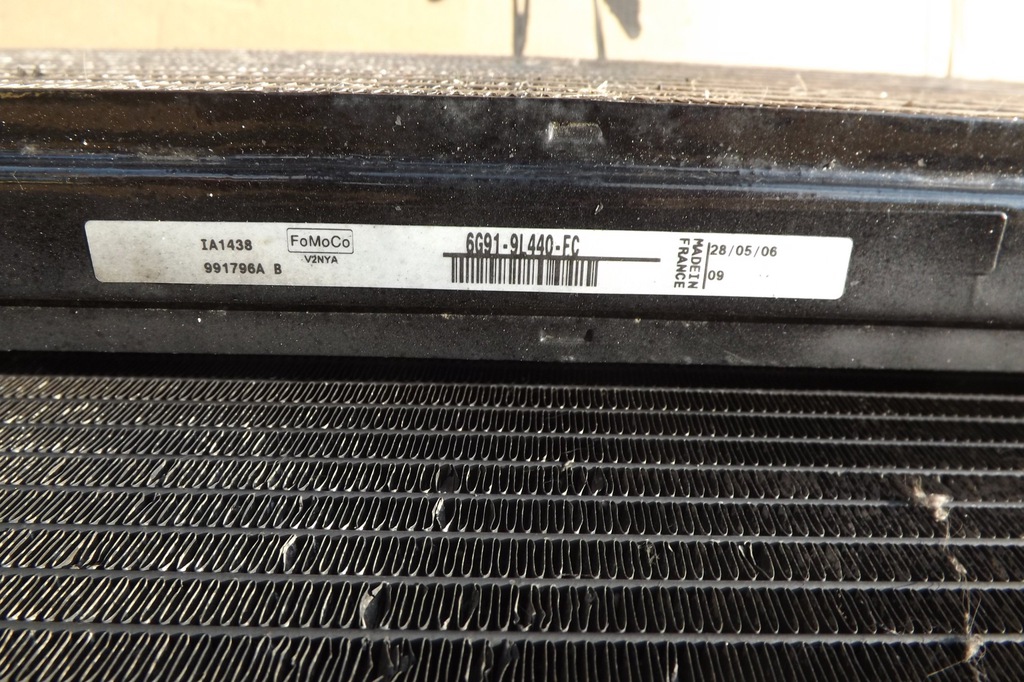 IA1438
991796A B
FoMoCo
V2NYA
6G91-9L440-FC
MADE IN
FRANCE
28/05/06
09